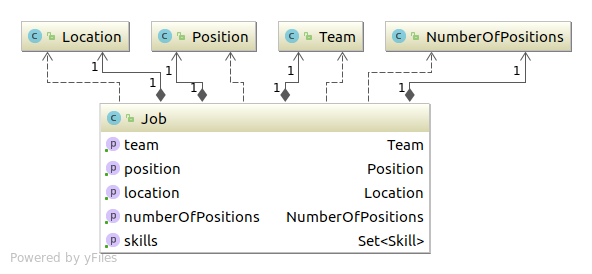 C Location
C Position
C Team
C NumberOfPositions
1 1 1 1
1 1 1 1
C Job
p team Team
p position Position
p location Location
p numberOfPositions NumberOfPositions
p skills Set<Skill>
Powered by yFiles